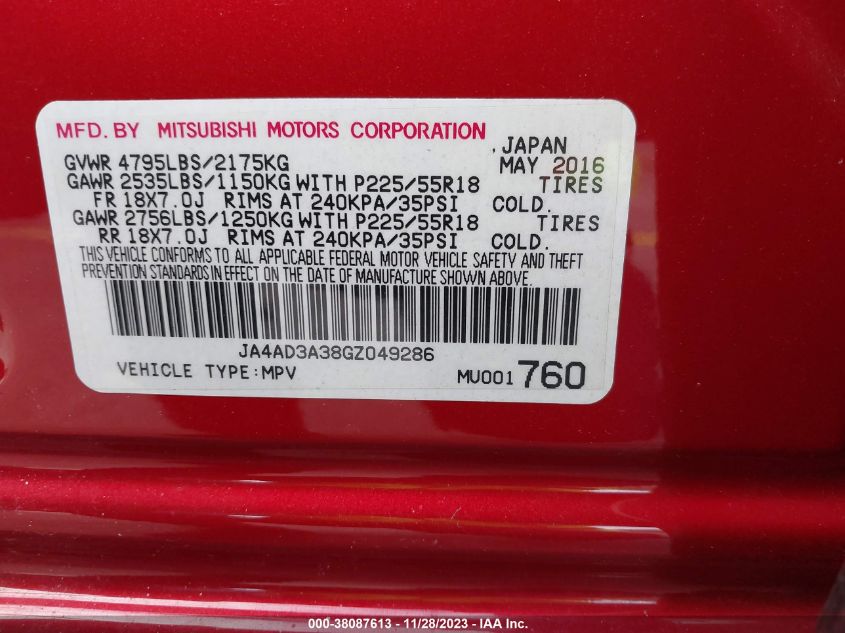 MFD. BY MITSUBISHI MOTORS CORPORATION , JAPAN
GVWR 4795LBS/2175KG MAY 2016
GAWR 2535LBS/1150KG WITH P225/55R18 TIRES
FR 18X7.0J RIMS AT 240KPA/35PSI COLD.
GAWR 2756LBS/1250KG WITH P225/55R18 TIRES
RR 18X7.0J RIMS AT 240KPA/35PSI COLD.
THIS VEHICLE CONFORMS TO ALL APPLICABLE FEDERAL MOTOR VEHICLE SAFETY AND THEFT
PREVENTION STANDARDS IN EFFECT ON THE DATE OF MANUFACTURE SHOWN ABOVE.
JA4AD3A38GZ049286
VEHICLE TYPE:MPV MU001 760
000-38087613 - 11/28/2023 - IAA Inc.